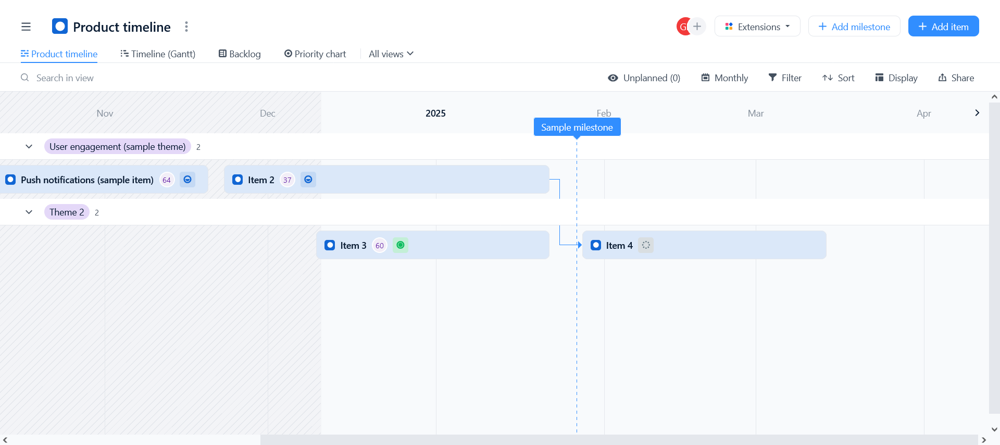 Product timeline
G
Extensions
Add milestone
Add item
Product timeline
Timeline (Gantt)
Backlog
Priority chart
All views
Search in view
Unplanned (0)
Monthly
Filter
Sort
Display
Share
Nov
Dec
2025
Feb
Mar
Apr
Sample milestone
User engagement (sample theme)
2
Push notifications (sample item)
64
Item 2
37
Theme 2
2
Item 3
60
Item 4